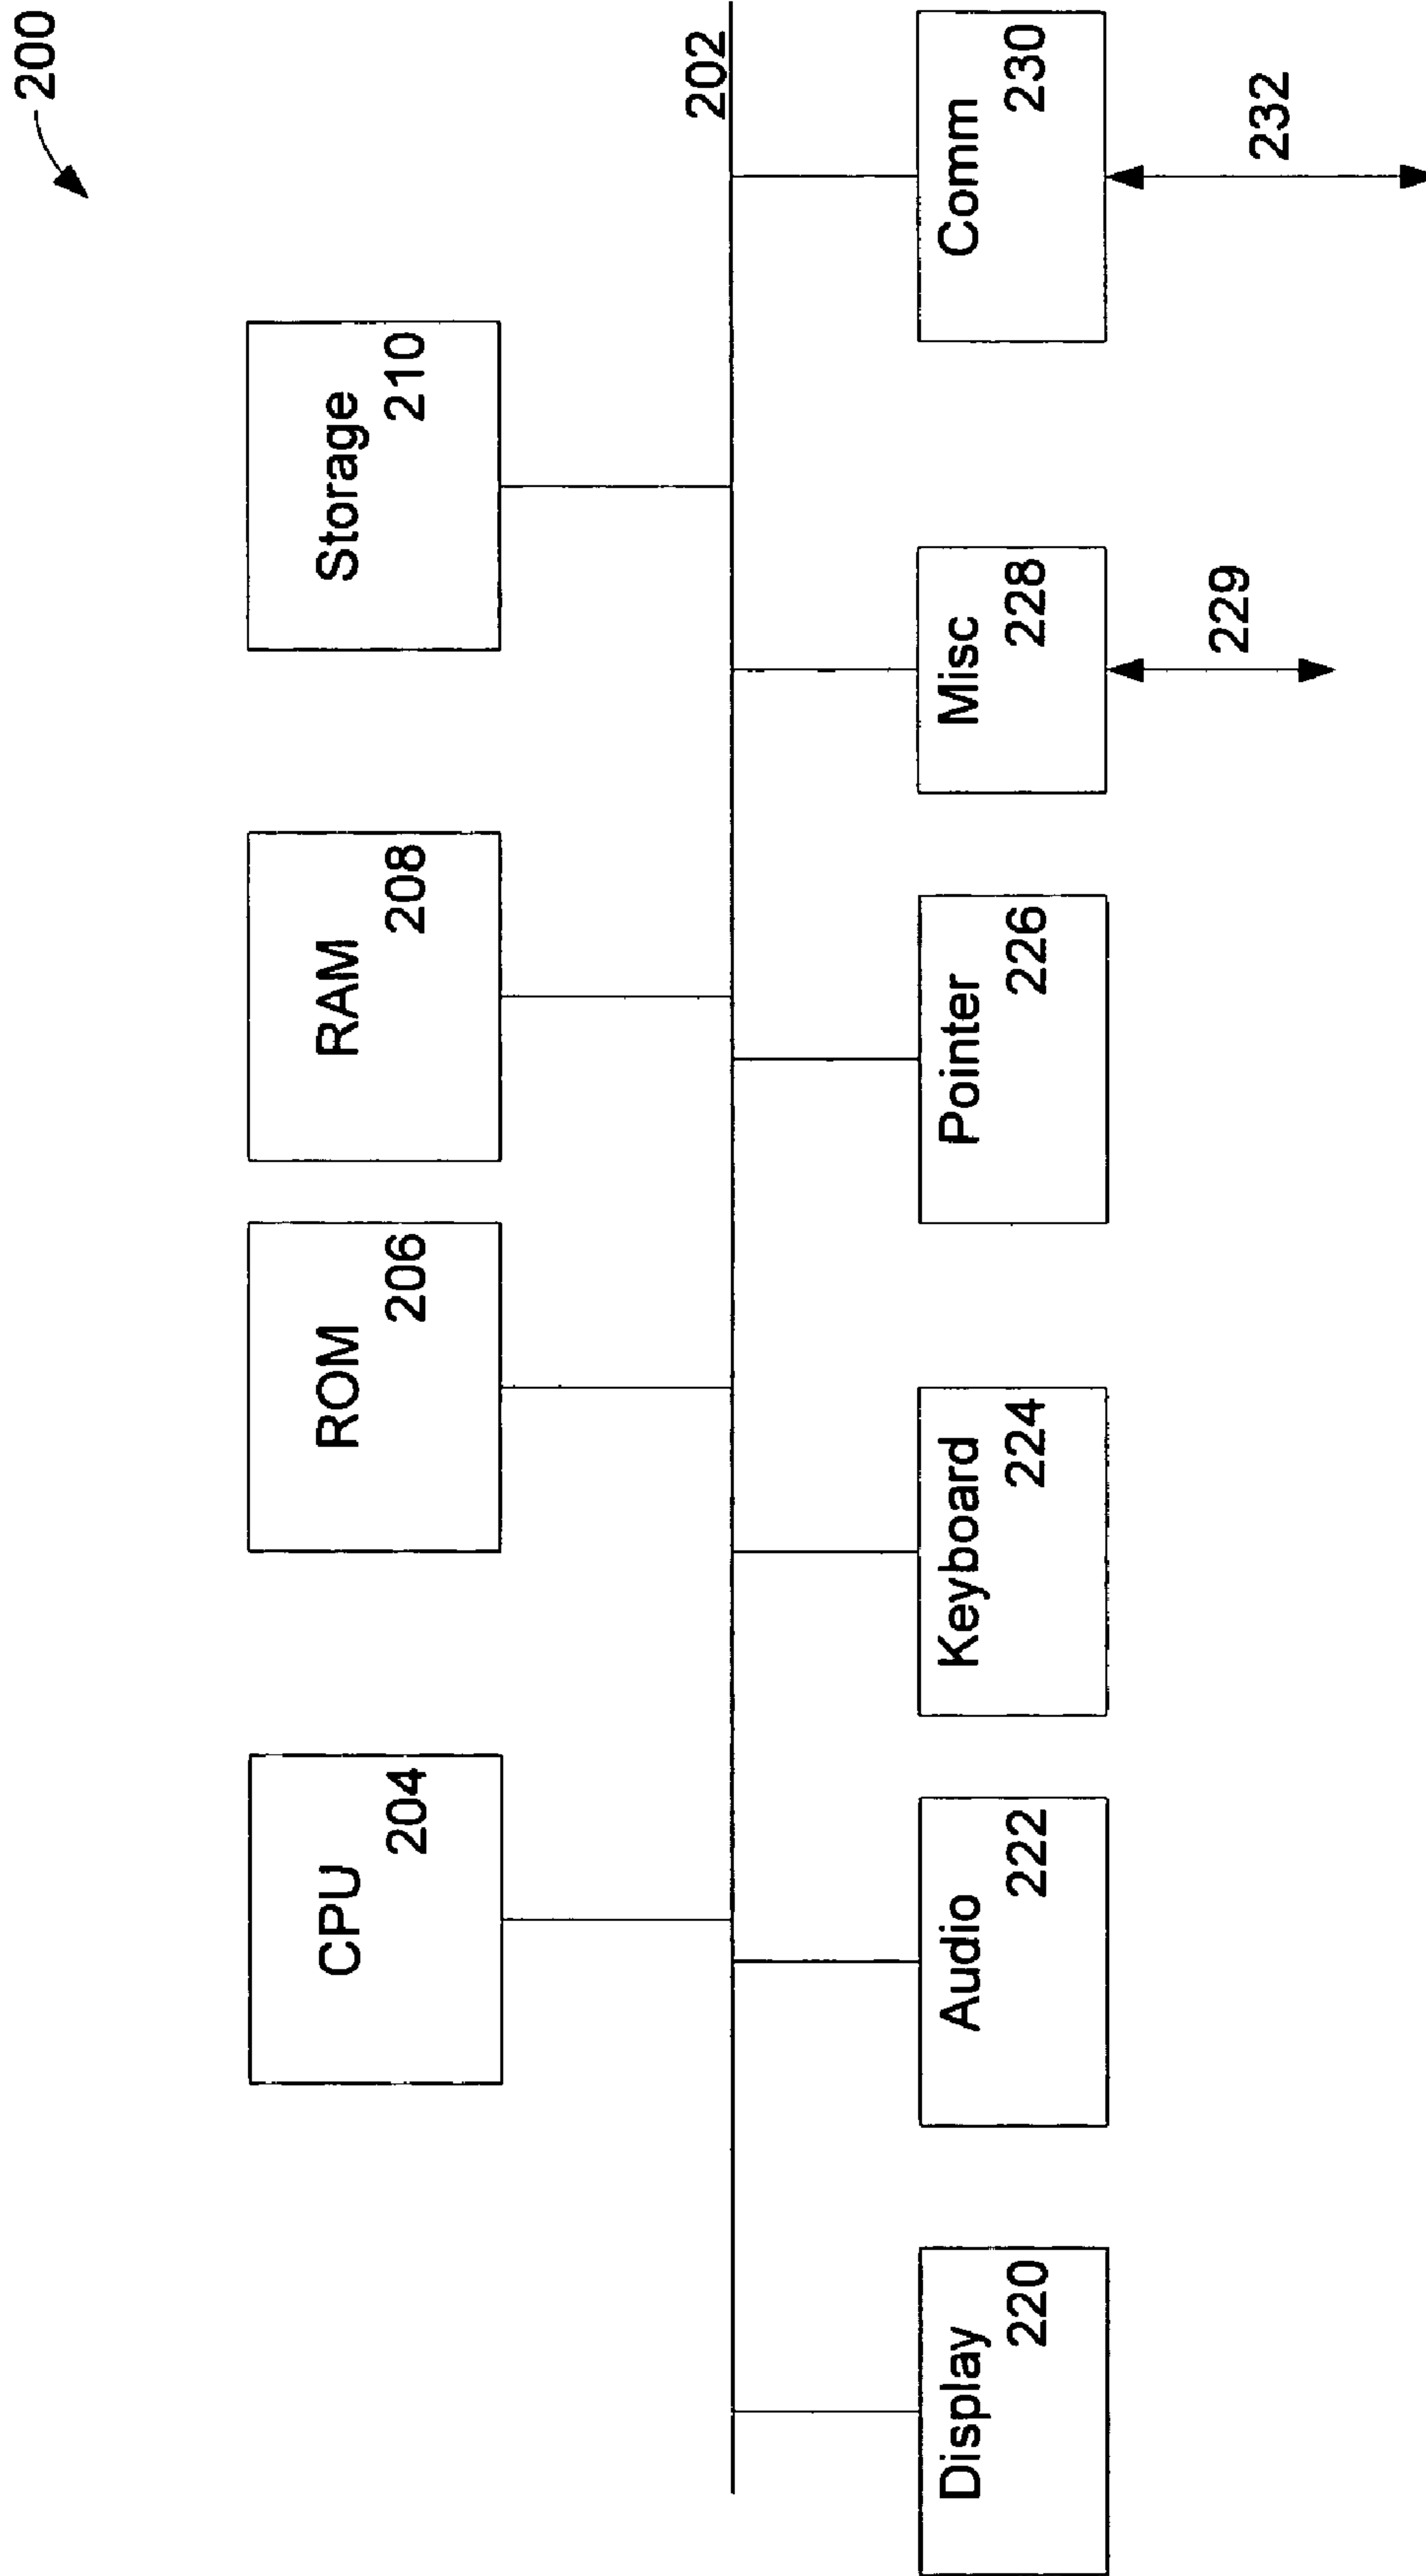 200
CPU
204
ROM
206
RAM
208
Storage
210
202
Display
220
Audio
222
Keyboard
224
Pointer
226
Misc
228
Comm
230
229
232